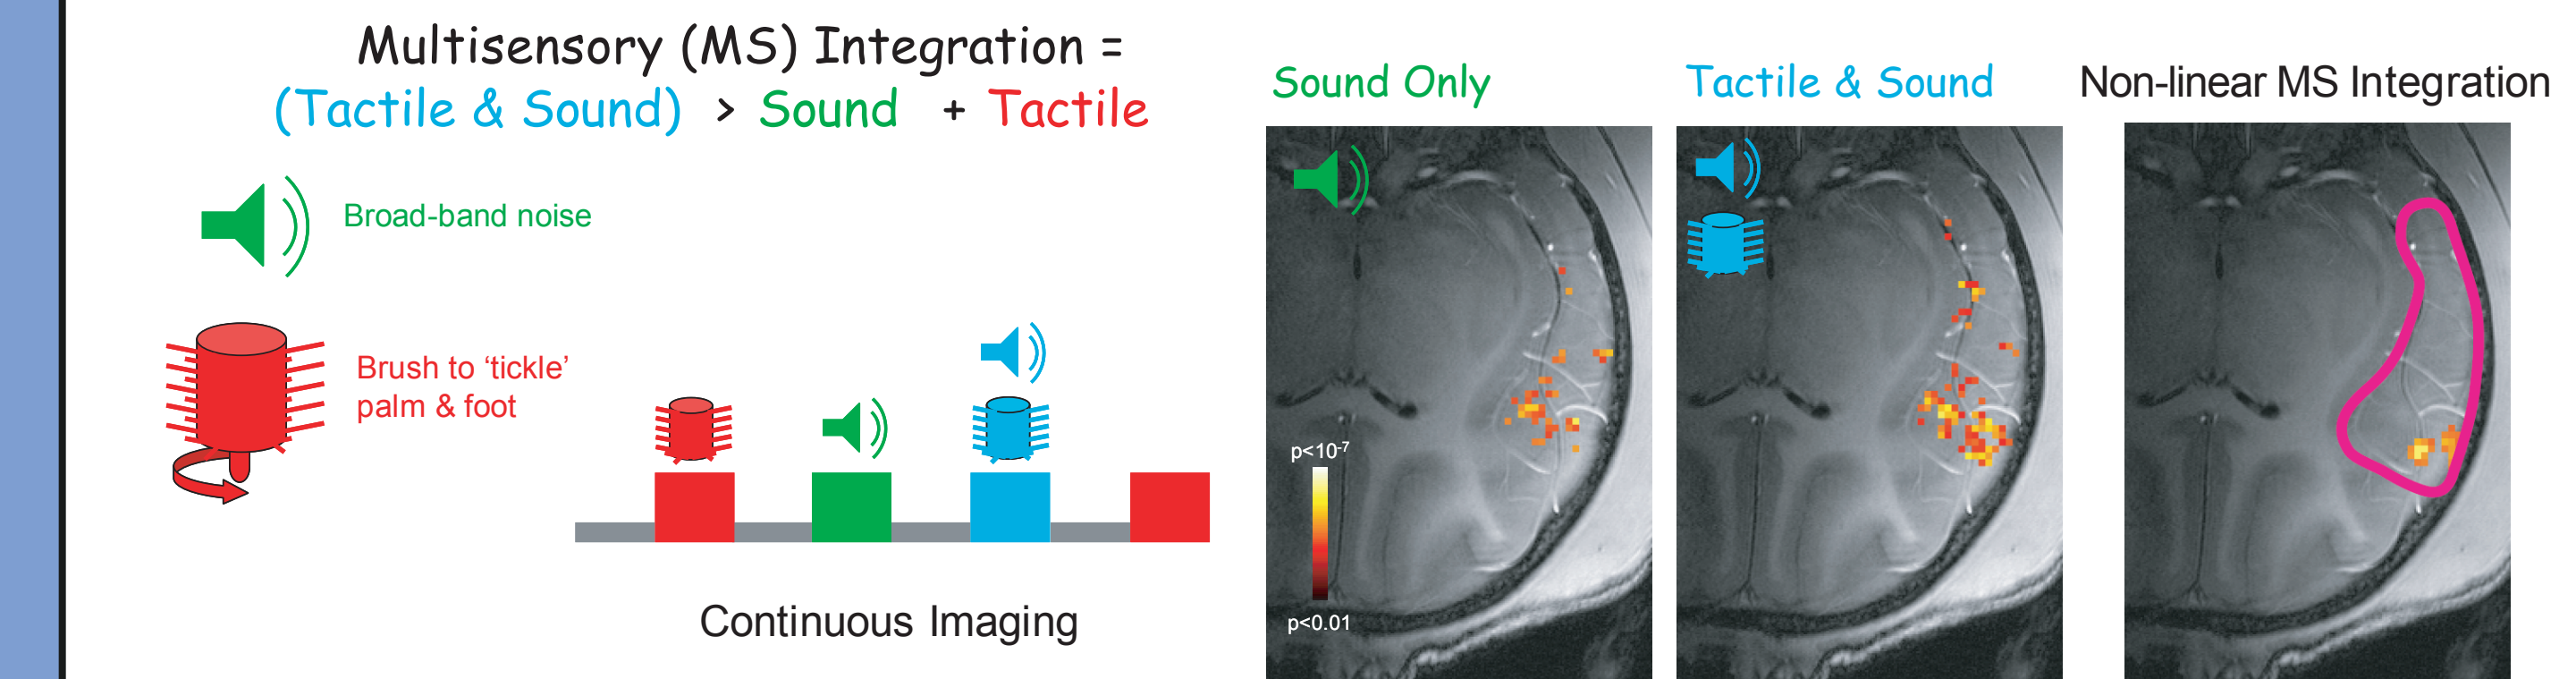 Multisensory (MS) Integration =
(Tactile & Sound) > Sound + Tactile
Broad-band noise
Brush to ‘tickle’
palm & foot
Continuous Imaging
Sound Only
p<10-7
p<0.01
Tactile & Sound
Non-linear MS Integration